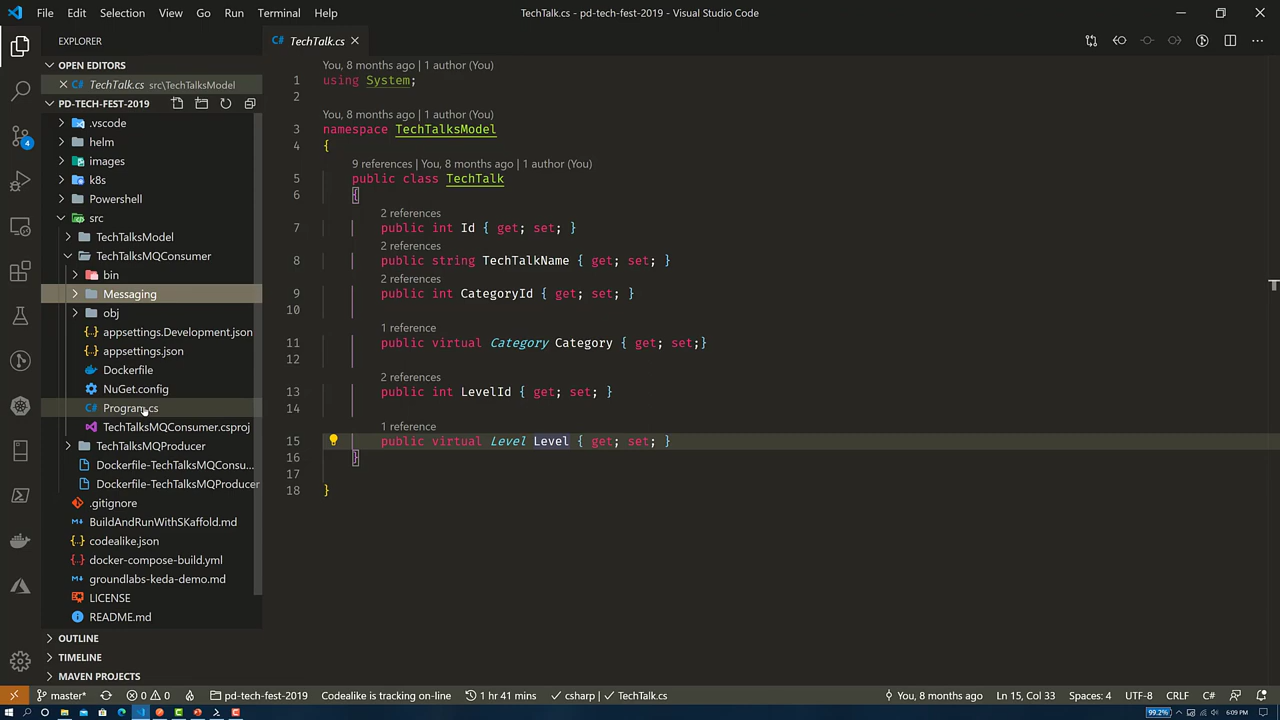 File Edit Selection View Go Run Terminal Help
TechTalk.cs - pd-tech-fest-2019 - Visual Studio Code
EXPLORER
OPEN EDITORS
TechTalk.cs src\TechTalksModel
PD-TECH-FEST-2019
.vscode
helm
images
k8s
Powershell
src
TechTalksModel
TechTalksMQConsumer
bin
Messaging
obj
appsettings.Development.json
appsettings.json
Dockerfile
NuGet.config
Program.cs
TechTalksMQConsumer.csproj
TechTalksMQProducer
Dockerfile-TechTalksMQConsu...
Dockerfile-TechTalksMQProducer
.gitignore
BuildAndRunWithSKaffold.md
codealike.json
docker-compose-build.yml
groundlabs-keda-demo.md
LICENSE
README.md
OUTLINE
TIMELINE
MAVEN PROJECTS
4
C# TechTalk.cs
You, 8 months ago | 1 author (You)
1 using System;
2
You, 8 months ago | 1 author (You)
3 namespace TechTalksModel
4 {
9 references | You, 8 months ago | 1 author (You)
5 public class TechTalk
6 {
2 references
7 public int Id { get; set; }
2 references
8 public string TechTalkName { get; set; }
2 references
9 public int CategoryId { get; set; }
10
1 reference
11 public virtual Category Category { get; set;}
12
2 references
13 public int LevelId { get; set; }
14
1 reference
15 public virtual Level Level { get; set; }
16 }
17
18 }
master* 0 0 pd-tech-fest-2019 Codealike is tracking on-line 1 hr 41 mins csharp TechTalk.cs You, 8 months ago Ln 15, Col 33 Spaces: 4 UTF-8 CRLF C#
99.2% 6:09 PM